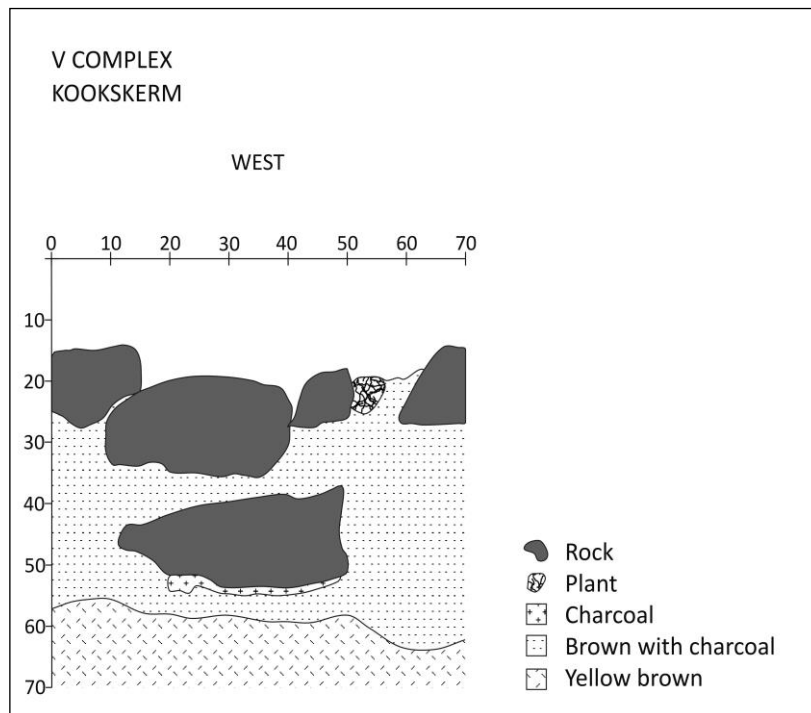 V COMPLEX
KOOKSKERM
WEST
0 10 20 30 40 50 60 70
10
20
30
40
50
60
70
Rock
Plant
Charcoal
Brown with charcoal
Yellow brown